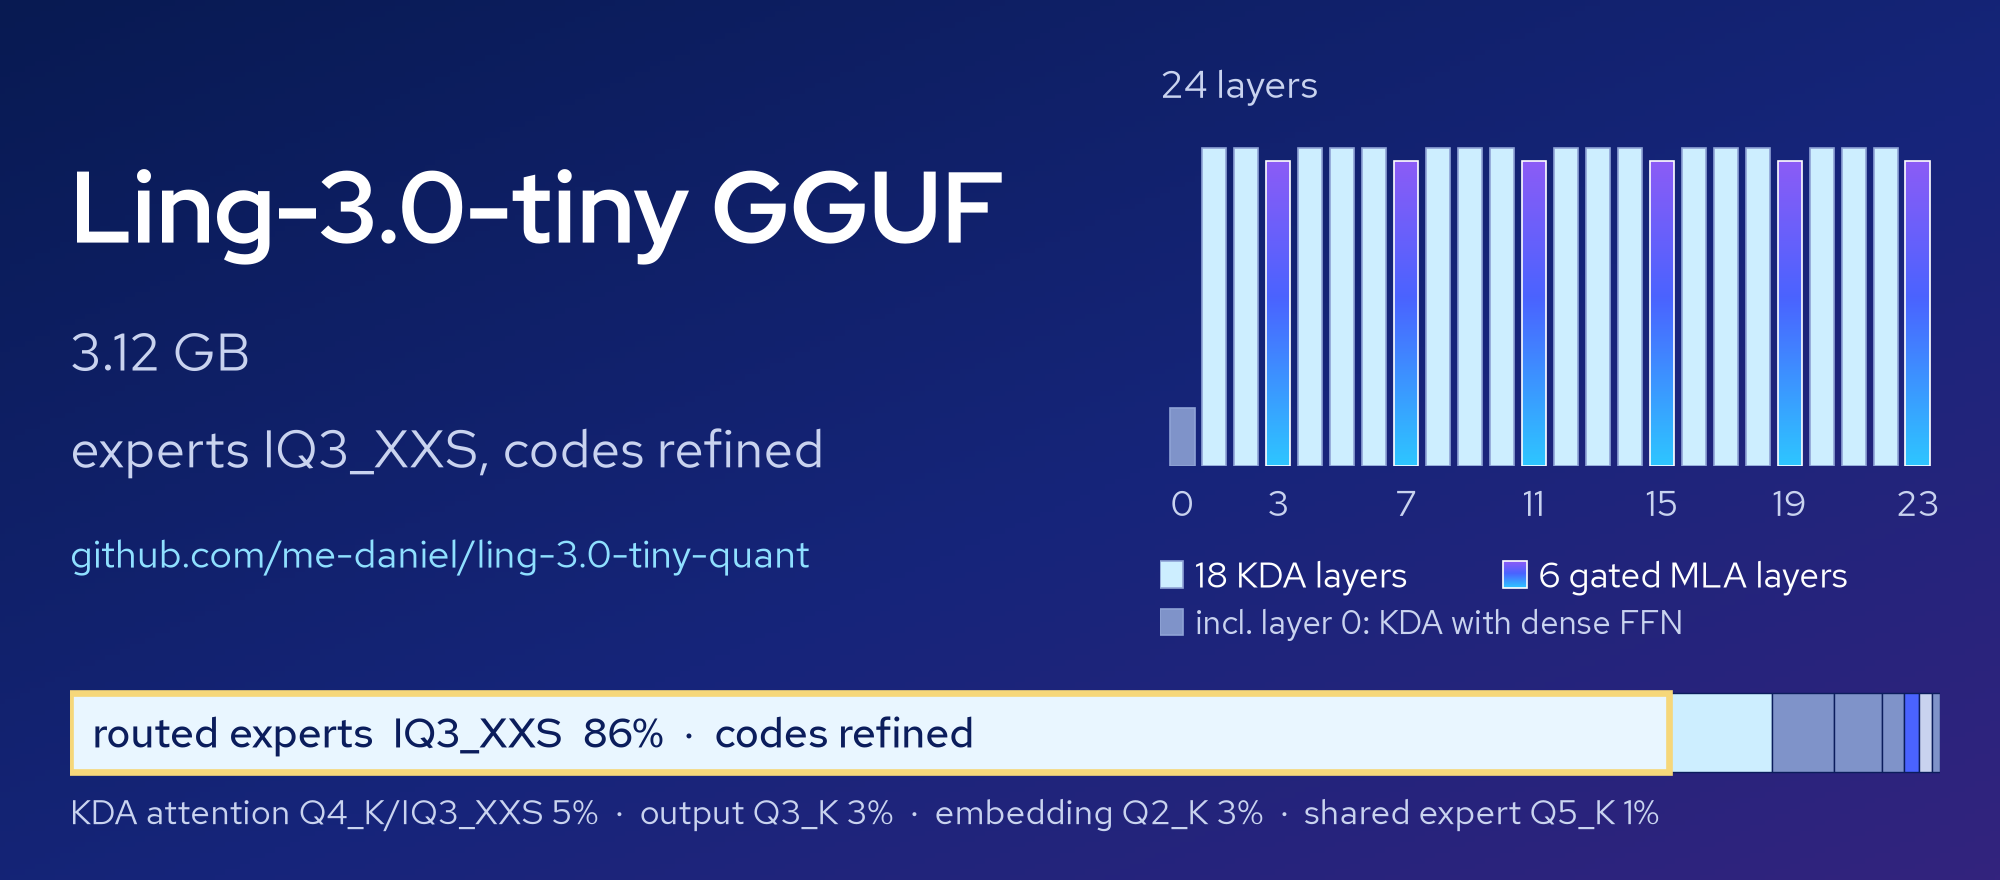 Ling-3.0-tiny GGUF
3.12 GB
experts IQ3_XXS, codes refined
github.com/me-daniel/ling-3.0-tiny-quant
24 layers
0 3 7 11 15 19 23
18 KDA layers
6 gated MLA layers
incl. layer 0: KDA with dense FFN
routed experts IQ3_XXS 86% · codes refined
KDA attention Q4_K/IQ3_XXS 5% · output Q3_K 3% · embedding Q2_K 3% · shared expert Q5_K 1%